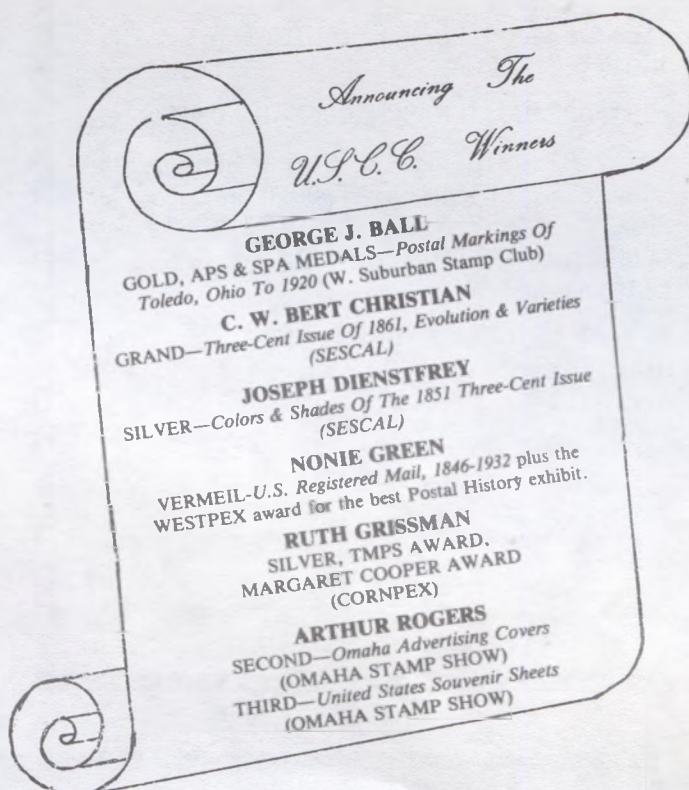 Announcing The
U.S.C.C. Winners
GEORGE J. BALL
GOLD, APS & SPA MEDALS—Postal Markings Of
Toledo, Ohio To 1920 (W. Suburban Stamp Club)
C. W. BERT CHRISTIAN
GRAND—Three-Cent Issue Of 1861, Evolution & Varieties
(SESCAL)
JOSEPH DIENSTFREY
SILVER—Colors & Shades Of The 1851 Three-Cent Issue
(SESCAL)
NONIE GREEN
VERMEIL-U.S. Registered Mail, 1846-1932 plus the
WESTPEX award for the best Postal History exhibit.
RUTH GRISSMAN
SILVER, TMPS AWARD.
MARGARET COOPER AWARD
(CORNPEX)
ARTHUR ROGERS
SECOND—Omaha Advertising Covers
(OMAHA STAMP SHOW)
THIRD—United States Souvenir Sheets
(OMAHA STAMP SHOW)